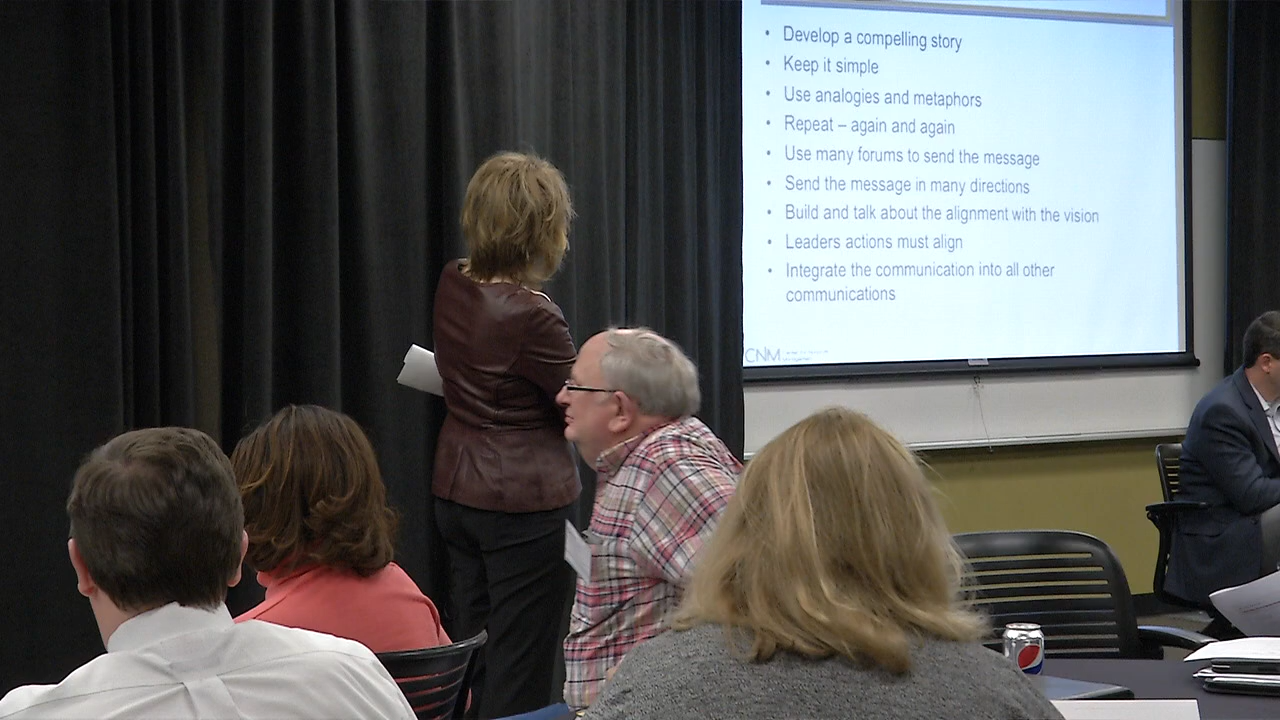 • Develop a compelling story
• Keep it simple
• Use analogies and metaphors
• Repeat – again and again
• Use many forums to send the message
• Send the message in many directions
• Build and talk about the alignment with the vision
• Leaders actions must align
• Integrate the communication into all other
communications
CNM